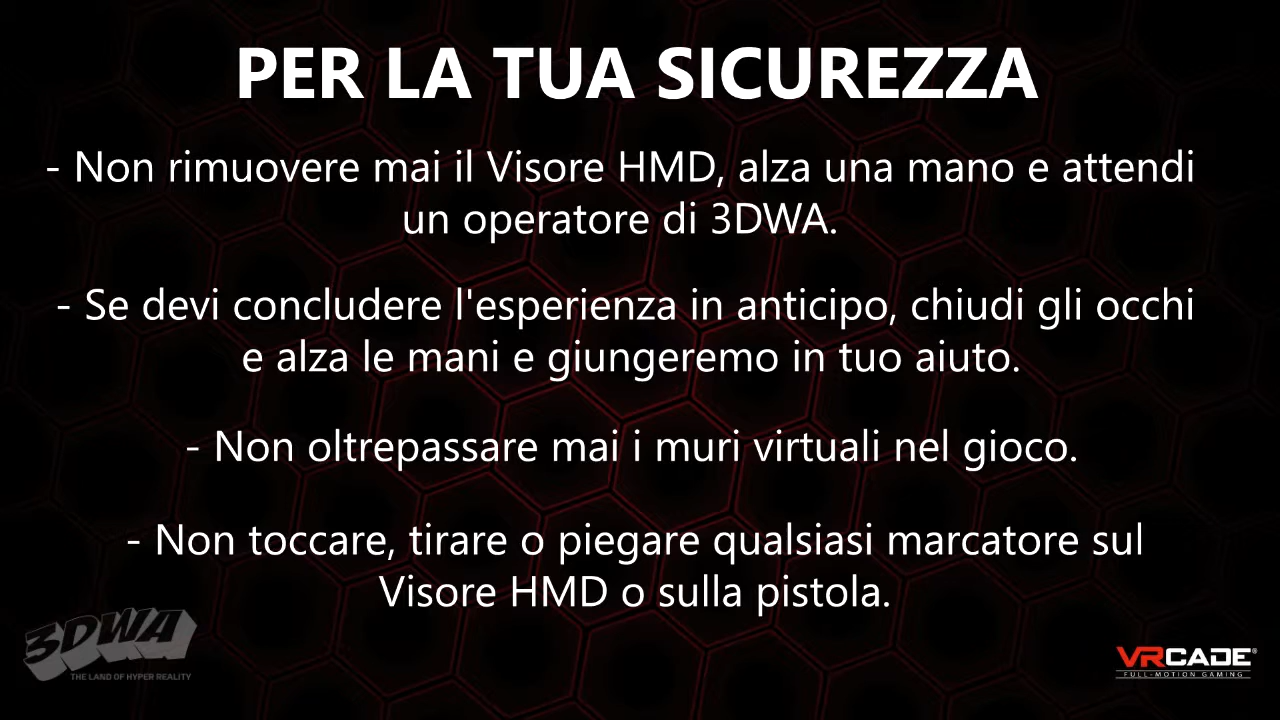 PER LA TUA SICUREZZA
- Non rimuovere mai il Visore HMD, alza una mano e attendi
un operatore di 3DWA.
- Se devi concludere l'esperienza in anticipo, chiudi gli occhi
e alza le mani e giungeremo in tuo aiuto.
- Non oltrepassare mai i muri virtuali nel gioco.
- Non toccare, tirare o piegare qualsiasi marcatore sul
Visore HMD o sulla pistola.
3DWA
THE LAND OF HYPER REALITY
VRCADE®
FULL-MOTION GAMING